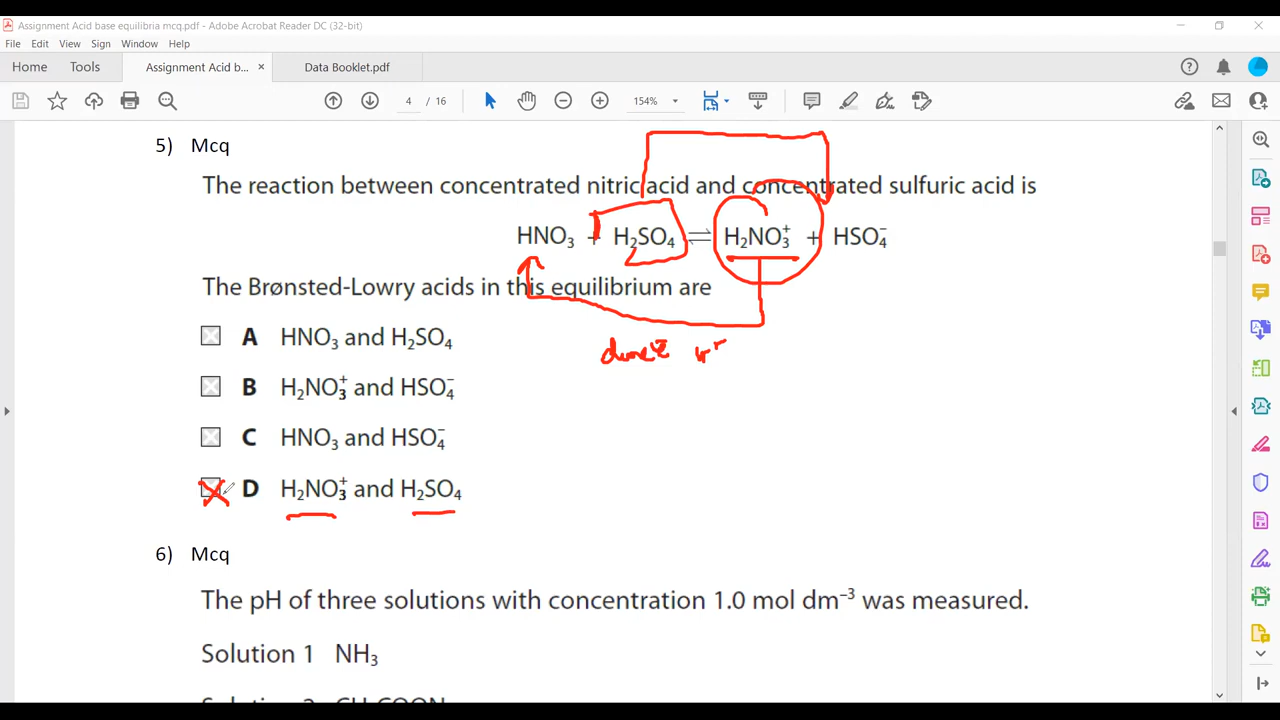 Assignment Acid base equilibria mcq.pdf - Adobe Acrobat Reader DC (32-bit)
File Edit View Sign Window Help
Home Tools Assignment Acid b... × Data Booklet.pdf
4 / 16 154%
5) Mcq
The reaction between concentrated nitric acid and concentrated sulfuric acid is
HNO₃ + H₂SO₄ ⇌ H₂NO₃⁺ + HSO₄⁻
The Brønsted-Lowry acids in this equilibrium are
A HNO₃ and H₂SO₄
B H₂NO₃⁺ and HSO₄⁻
C HNO₃ and HSO₄⁻
D H₂NO₃⁺ and H₂SO₄
6) Mcq
The pH of three solutions with concentration 1.0 mol dm⁻³ was measured.
Solution 1 NH₃